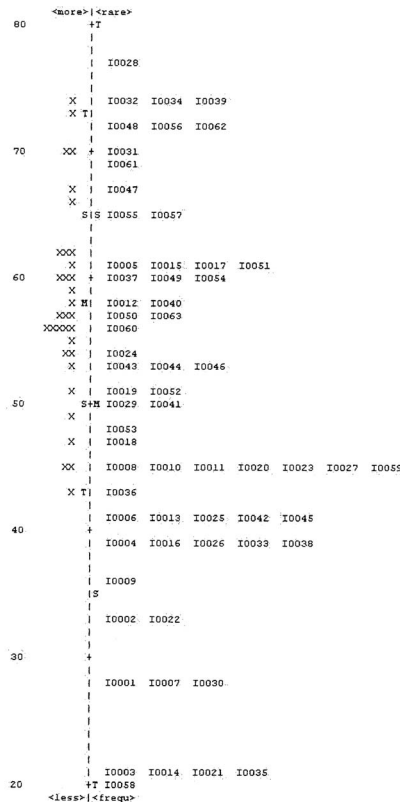 <more>|<rare>
80 +T
|
|
| I0028
|
|
X | I0032 I0034 I0039
X T|
| I0048 I0056 I0062
|
70 XX + I0031
| I0061
|
X | I0047
X |
S|S I0055 I0057
|
|
XXX |
X | I0005 I0015 I0017 I0051
60 XXX + I0037 I0049 I0054
X |
X M| I0012 I0040
XXX | I0050 I0063
XXXXX | I0060
X |
XX | I0024
X | I0043 I0044 I0046
|
X | I0019 I0052
50 S+M I0029 I0041
X |
| I0053
X | I0018
|
XX | I0008 I0010 I0011 I0020 I0023 I0027 I0059
|
X T| I0036
|
| I0006 I0013 I0025 I0042 I0045
40 +
| I0004 I0016 I0026 I0033 I0038
|
|
| I0009
|S
|
| I0002 I0022
|
|
30 +
|
| I0001 I0007 I0030
|
|
|
|
|
|
| I0003 I0014 I0021 I0035
20 +T I0058
<less>|<frequ>